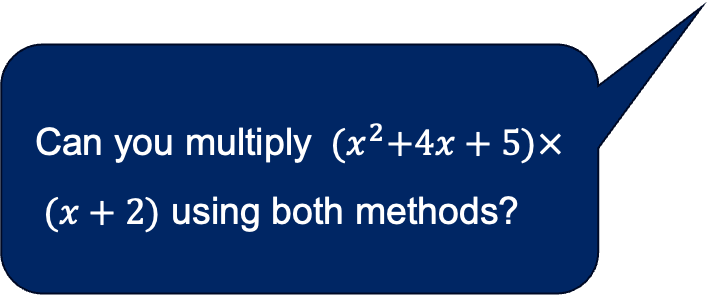 Can you multiply (x²+4x + 5)×
(x + 2) using both methods?